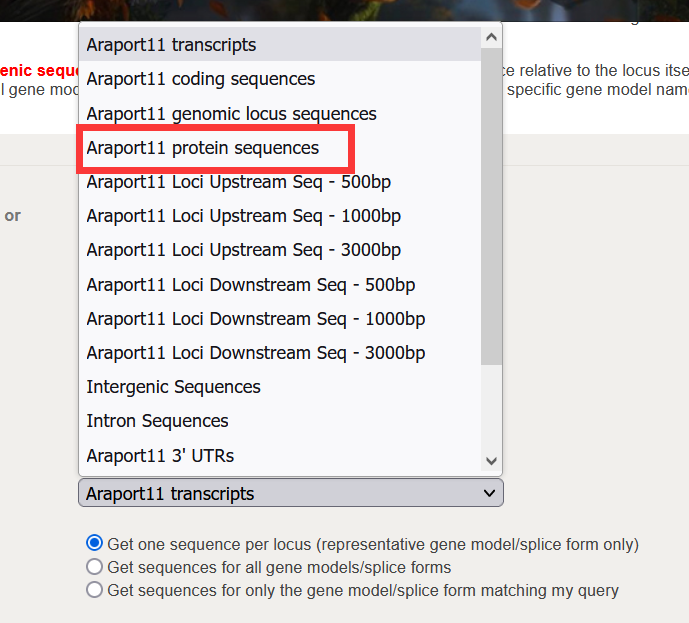 Araport11 transcripts
Araport11 coding sequences
enic sequ
ce relative to the locus itse
l gene mod
specific gene model nam
Araport11 genomic locus sequences
Araport11 protein sequences
Araport11 Loci Upstream Seq - 500bp
or
Araport11 Loci Upstream Seq - 1000bp
Araport11 Loci Upstream Seq - 3000bp
Araport11 Loci Downstream Seq - 500bp
Araport11 Loci Downstream Seq - 1000bp
Araport11 Loci Downstream Seq - 3000bp
Intergenic Sequences
Intron Sequences
Araport11 3' UTRs
Araport11 transcripts
Get one sequence per locus (representative gene model/splice form only)
Get sequences for all gene models/splice forms
Get sequences for only the gene model/splice form matching my query